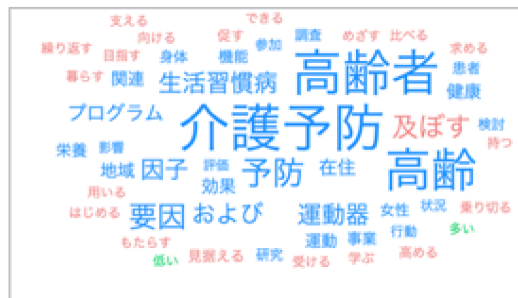 支える できる
向ける 促す 調査 めざす 比べる
繰り返す 目指す 身体 機能 参加 求める
暮らす 関連 生活習慣病 高齢者 患者
健康
プログラム 介護予防 及ぼす 検討
栄養 影響 持つ
地域 因子 評価 予防 在住 高齢
用いる 効果
はじめる 要因 および 運動器 女性 状況 乗り切る
もたらす 運動 事業 行動 多い
低い 見据える 研究 受ける 学ぶ 高める